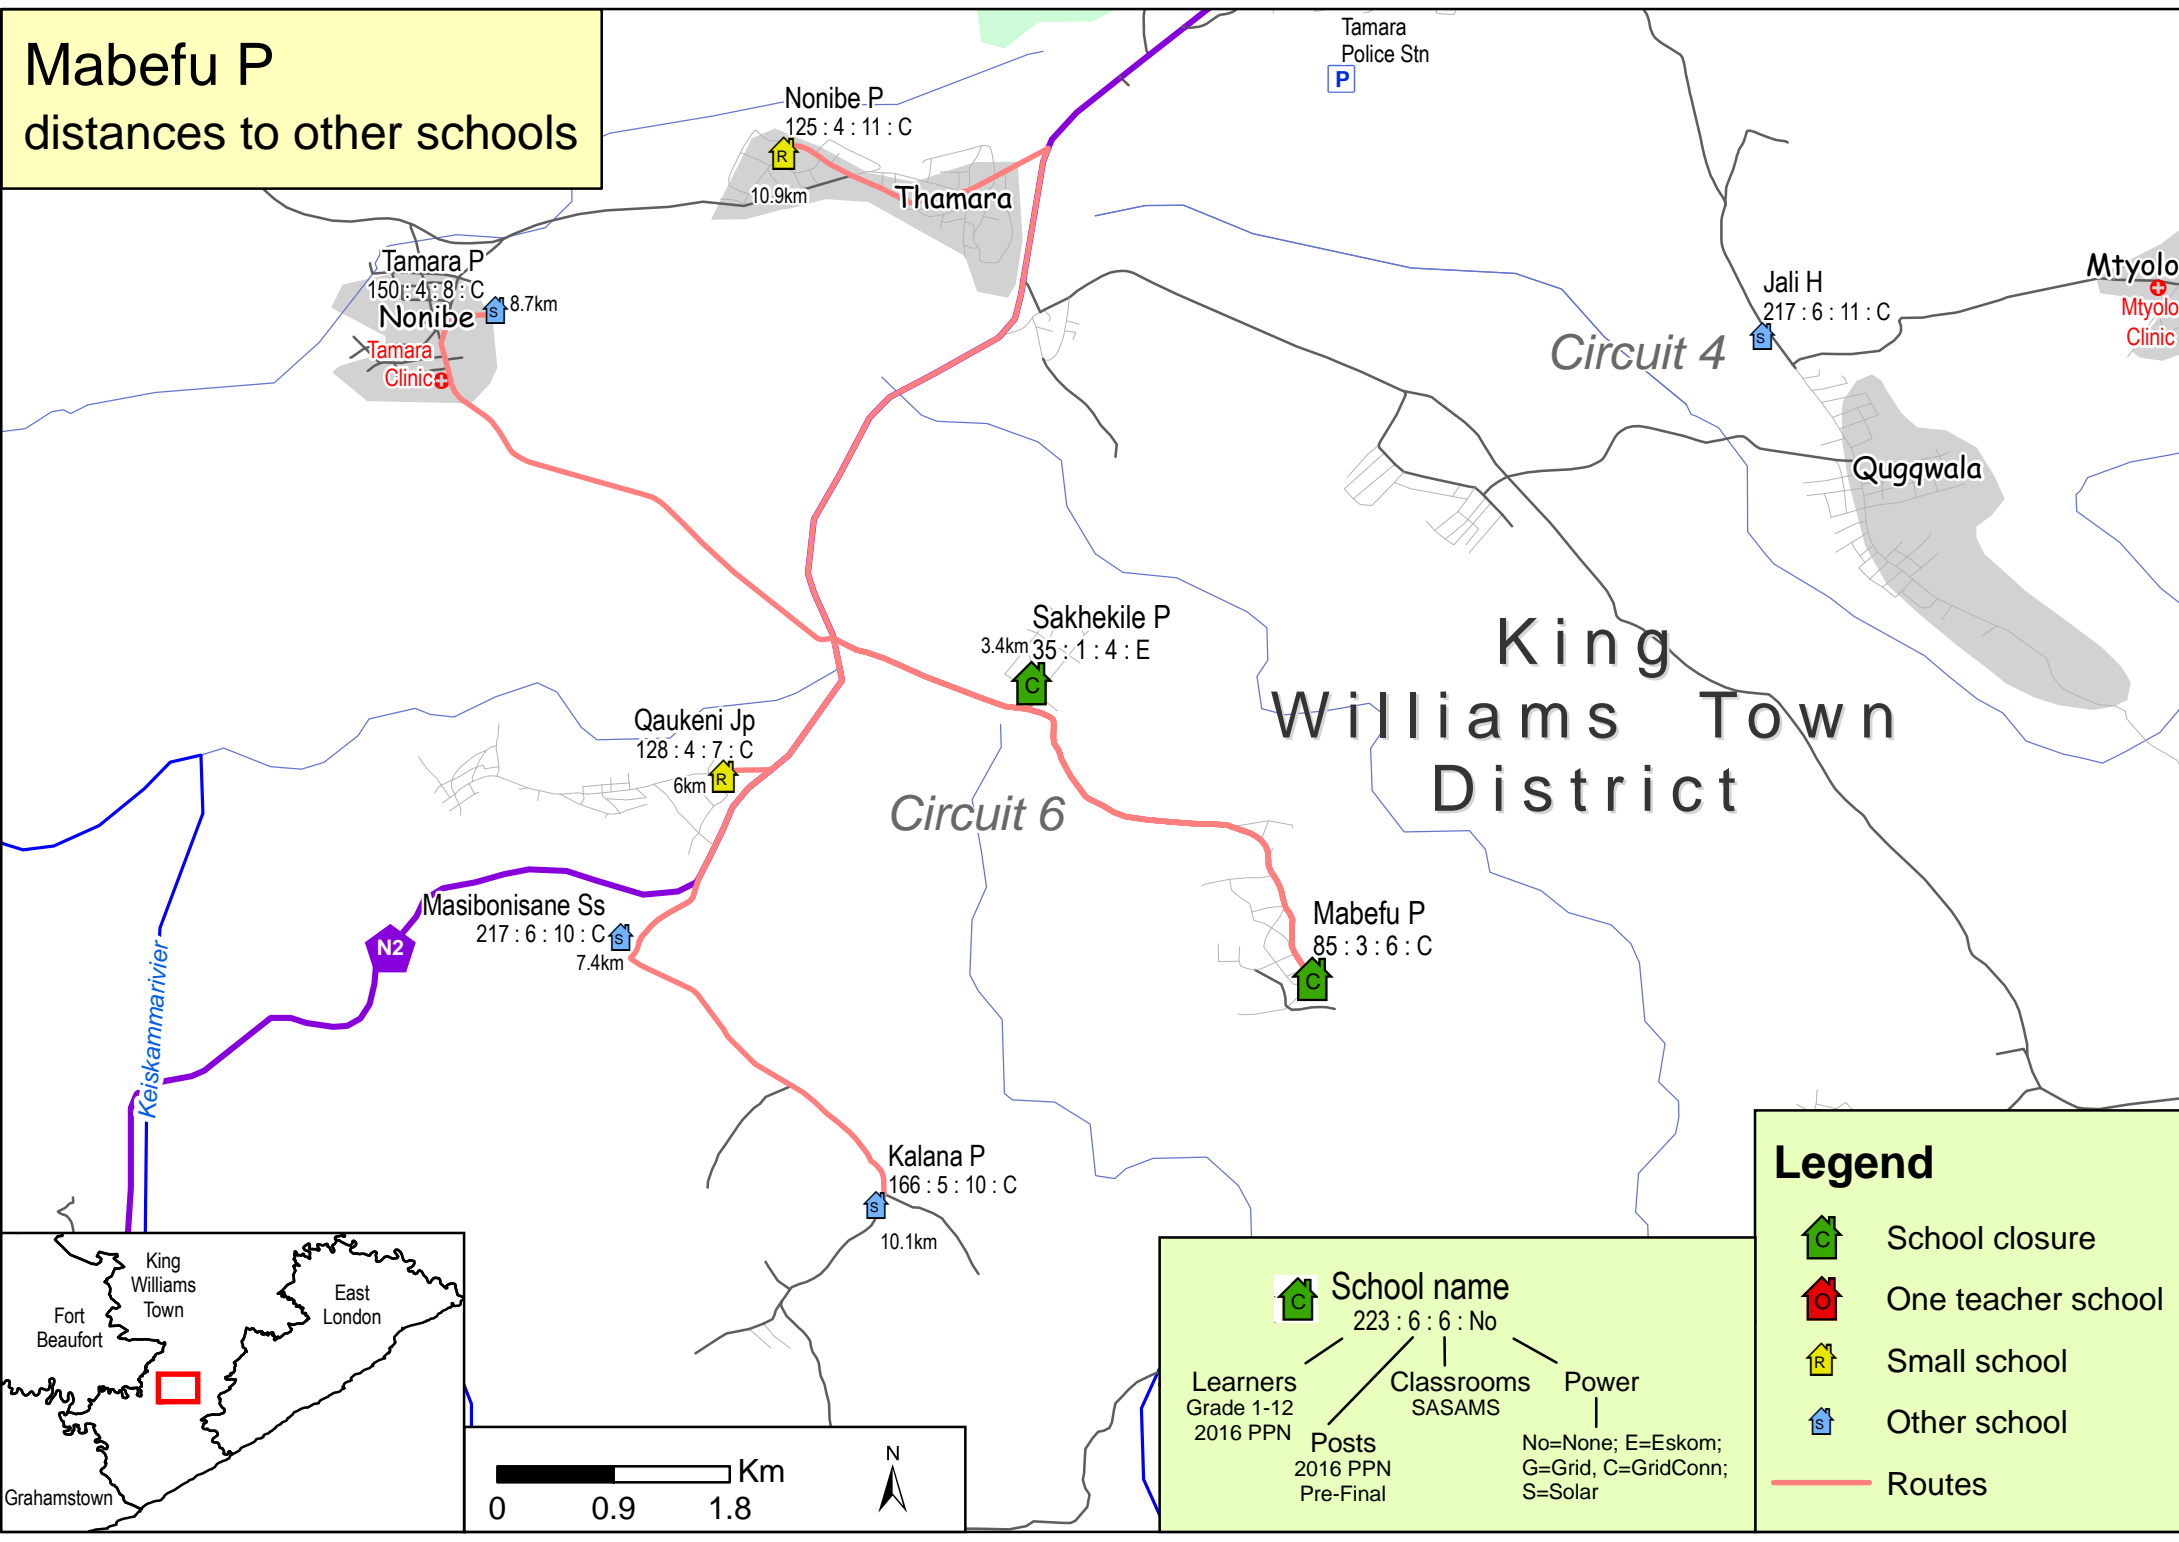 Mabefu P
distances to other schools
Tamara
Police Stn
P
Nonibe P
125 : 4 : 11 : C
R
10.9km
Thamara
Tamara P
150 : 4 : 8 : C
Nonibe
S
8.7km
Tamara
Clinic
Jali H
217 : 6 : 11 : C
S
Mtyolo
Mtyolo
Clinic
Circuit 4
Qugqwala
King
Williams Town
District
Sakhekile P
3.4km
35 : 1 : 4 : E
C
Qaukeni Jp
128 : 4 : 7 : C
6km
R
Circuit 6
Masibonisane Ss
217 : 6 : 10 : C
S
7.4km
N2
Keiskammarivier
Mabefu P
85 : 3 : 6 : C
C
Kalana P
166 : 5 : 10 : C
S
10.1km
King
Williams
Town
Fort
Beaufort
East
London
Grahamstown
Km
0 0.9 1.8
N
C
School name
223 : 6 : 6 : No
Learners
Grade 1-12
2016 PPN
Posts
2016 PPN
Pre-Final
Classrooms
SASAMS
Power
No=None; E=Eskom;
G=Grid, C=GridConn;
S=Solar
Legend
C School closure
O One teacher school
R Small school
S Other school
Routes